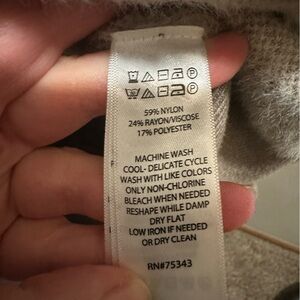 P
P
59% NYLON
24% RAYON/VISCOSE
17% POLYESTER
MACHINE WASH
COOL- DELICATE CYCLE
WASH WITH LIKE COLORS
ONLY NON-CHLORINE
BLEACH WHEN NEEDED
RESHAPE WHILE DAMP
DRY FLAT
LOW IRON IF NEEDED
OR DRY CLEAN
RN#75343